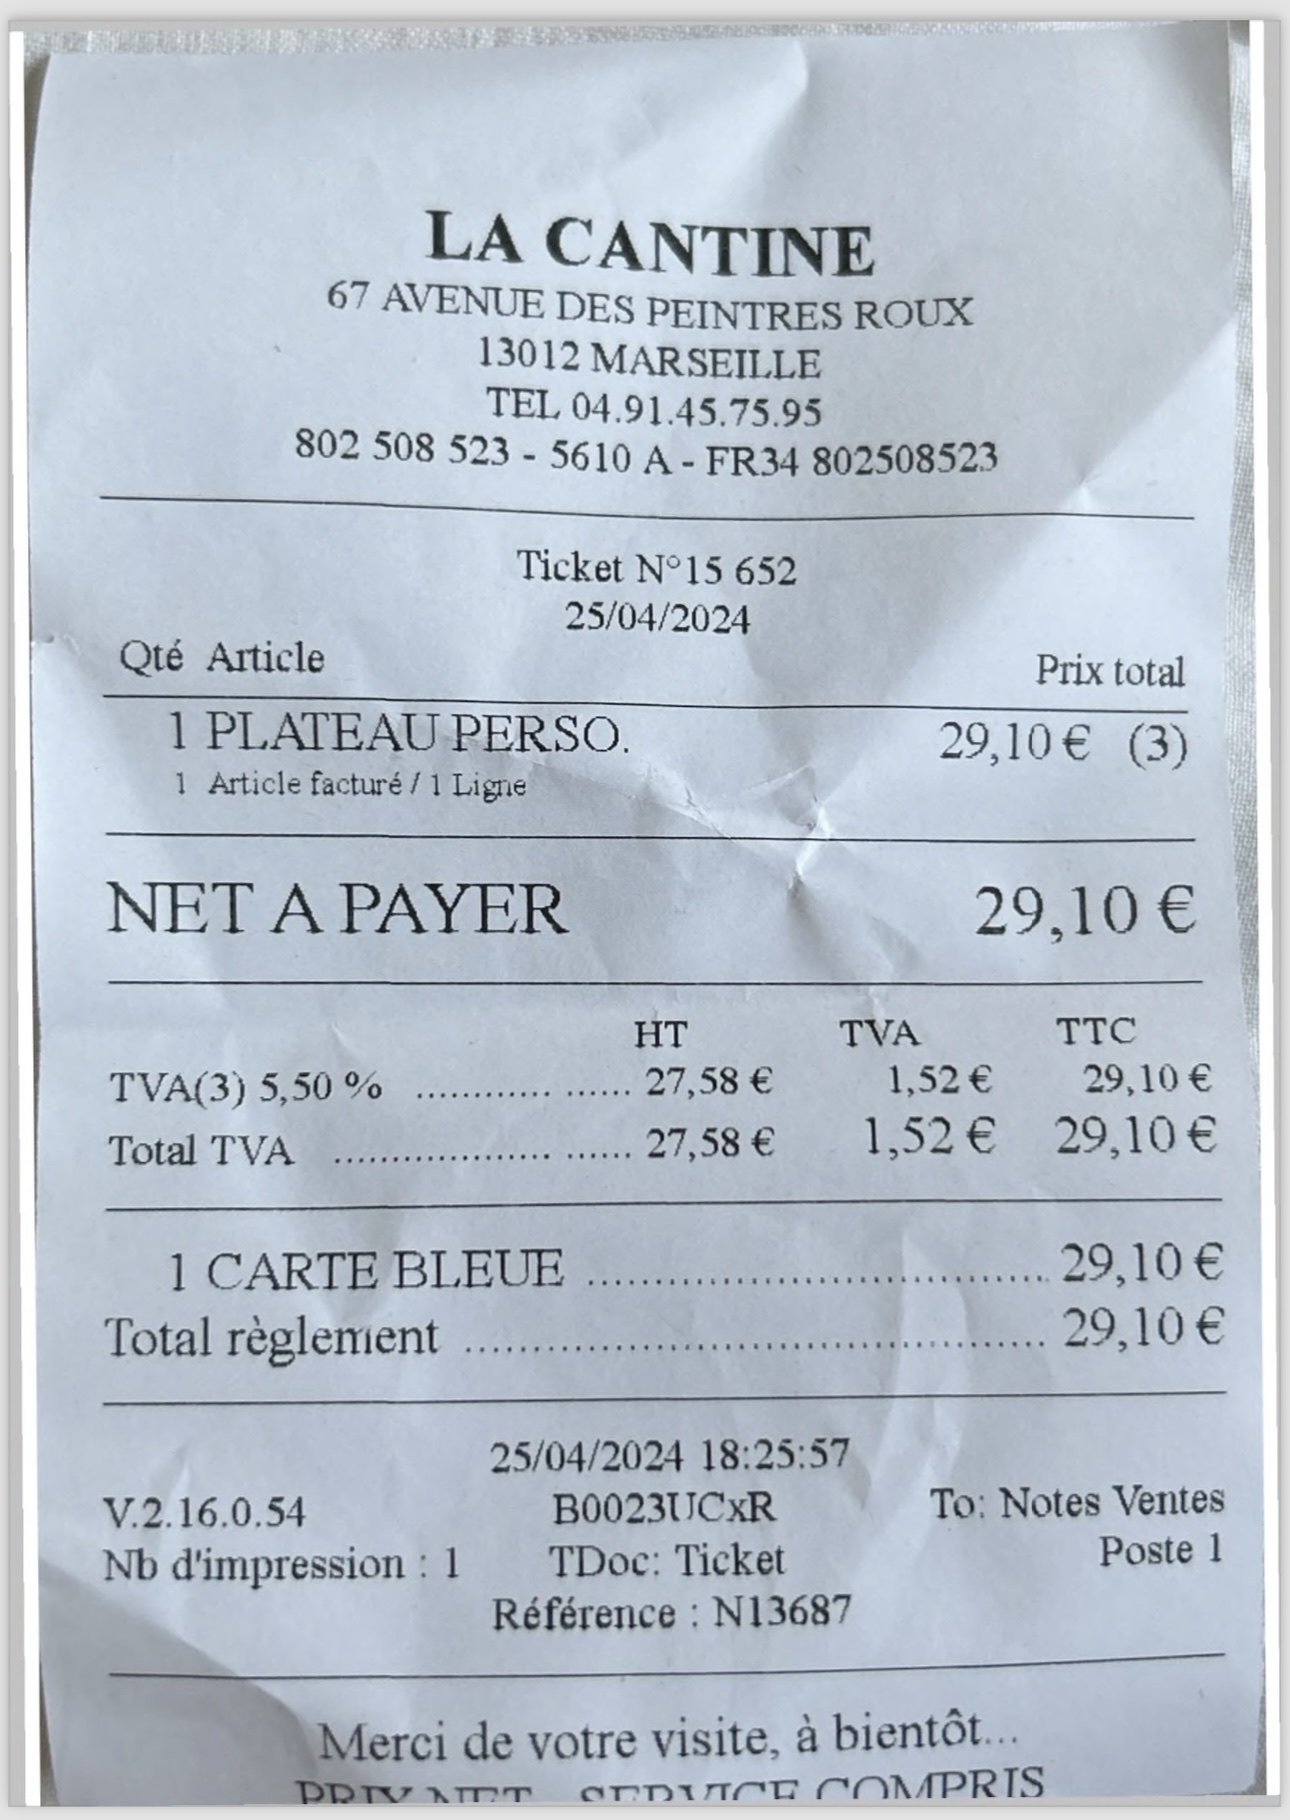 LA CANTINE
67 AVENUE DES PEINTRES ROUX
13012 MARSEILLE
TEL 04.91.45.75.95
802 508 523 - 5610 A - FR34 802508523
Ticket N°15 652
25/04/2024
Qté Article Prix total
1 PLATEAU PERSO. 29,10 € (3)
1 Article facturé / 1 Ligne
NET A PAYER 29,10 €
HT TVA TTC
TVA(3) 5,50 % .................. 27,58 € 1,52 € 29,10 €
Total TVA ........................ 27,58 € 1,52 € 29,10 €
1 CARTE BLEUE .................................... 29,10 €
Total règlement ............................................. 29,10 €
25/04/2024 18:25:57
V.2.16.0.54 B0023UCxR To: Notes Ventes
Nb d'impression : 1 TDoc: Ticket Poste 1
Référence : N13687
Merci de votre visite, à bientôt...
PRIX NET - SERVICE COMPRIS